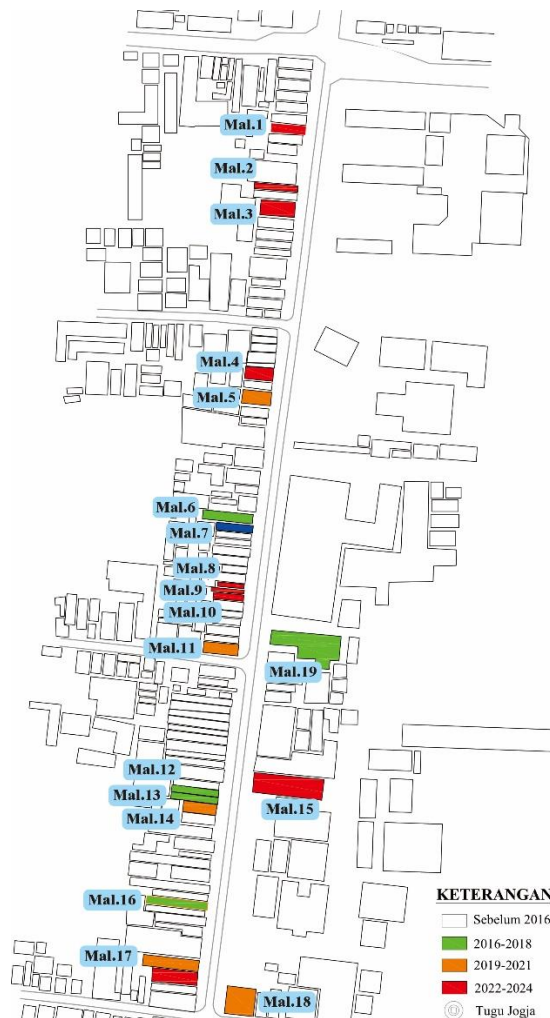 Mal.1
Mal.2
Mal.3
Mal.4
Mal.5
Mal.6
Mal.7
Mal.8
Mal.9
Mal.10
Mal.11
Mal.19
Mal.12
Mal.13
Mal.14
Mal.15
Mal.16
Mal.17
Mal.18
KETERANGAN
Sebelum 2016
2016-2018
2019-2021
2022-2024
Tugu Jogja